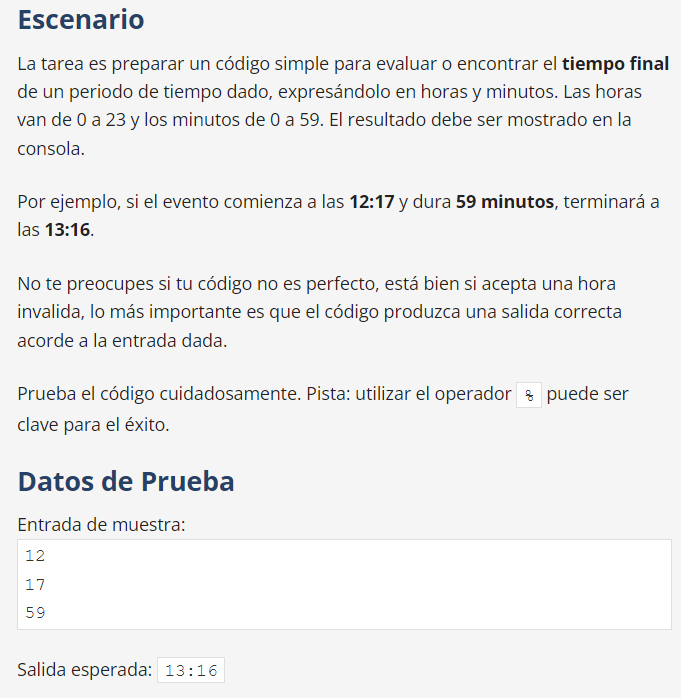 Escenario
La tarea es preparar un código simple para evaluar o encontrar el tiempo final
de un periodo de tiempo dado, expresándolo en horas y minutos. Las horas
van de 0 a 23 y los minutos de 0 a 59. El resultado debe ser mostrado en la
consola.
Por ejemplo, si el evento comienza a las 12:17 y dura 59 minutos, terminará a
las 13:16.
No te preocupes si tu código no es perfecto, está bien si acepta una hora
invalida, lo más importante es que el código produzca una salida correcta
acorde a la entrada dada.
Prueba el código cuidadosamente. Pista: utilizar el operador % puede ser
clave para el éxito.
Datos de Prueba
Entrada de muestra:
12
17
59
Salida esperada: 13:16